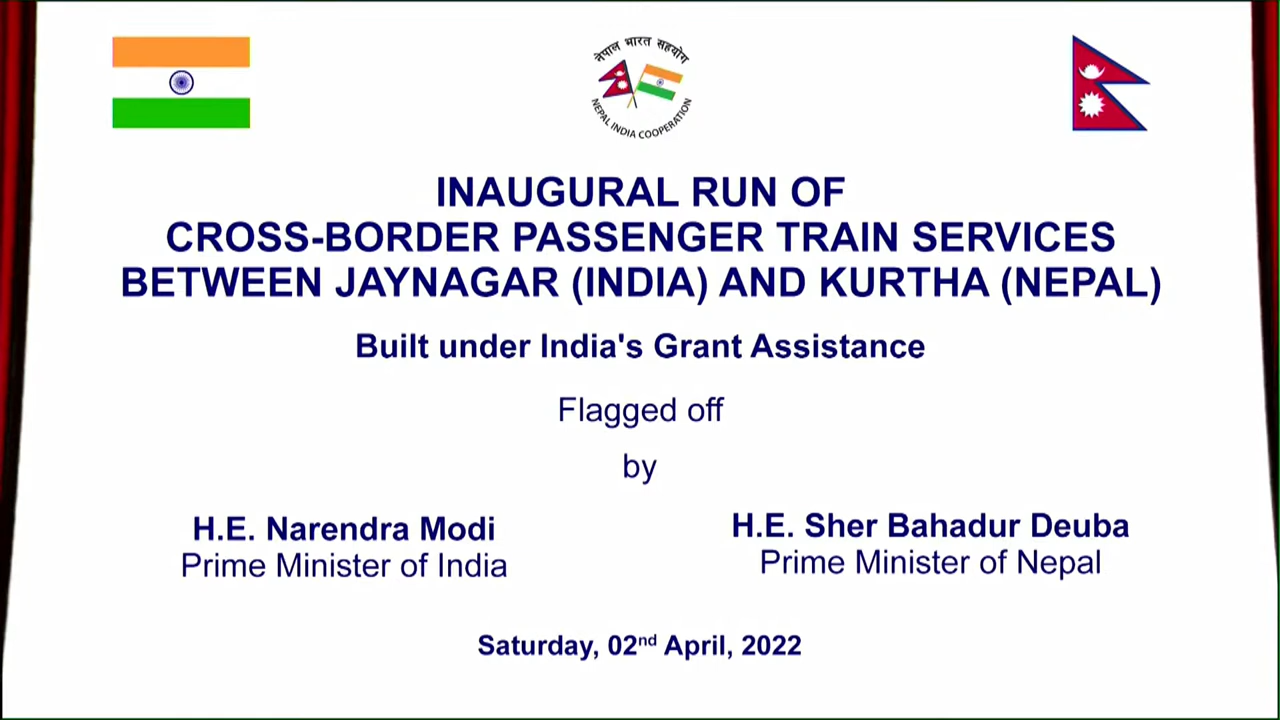 नेपाल भारत सहयोग
NEPAL INDIA COOPERATION
INAUGURAL RUN OF
CROSS-BORDER PASSENGER TRAIN SERVICES
BETWEEN JAYNAGAR (INDIA) AND KURTHA (NEPAL)
Built under India's Grant Assistance
Flagged off
by
H.E. Narendra Modi
Prime Minister of India
H.E. Sher Bahadur Deuba
Prime Minister of Nepal
Saturday, 02nd April, 2022